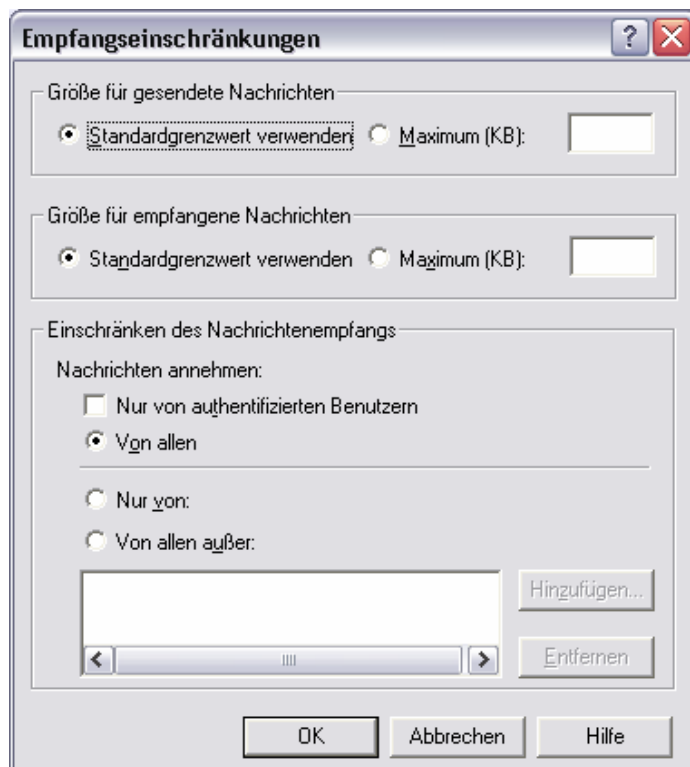 Empfangseinschränkungen
Größe für gesendete Nachrichten
Standardgrenzwert verwenden Maximum (KB):
Größe für empfangene Nachrichten
Standardgrenzwert verwenden Maximum (KB):
Einschränken des Nachrichtenempfangs
Nachrichten annehmen:
Nur von authentifizierten Benutzern
Von allen
Nur von:
Von allen außer:
Hinzufügen...
Entfernen
OK Abbrechen Hilfe